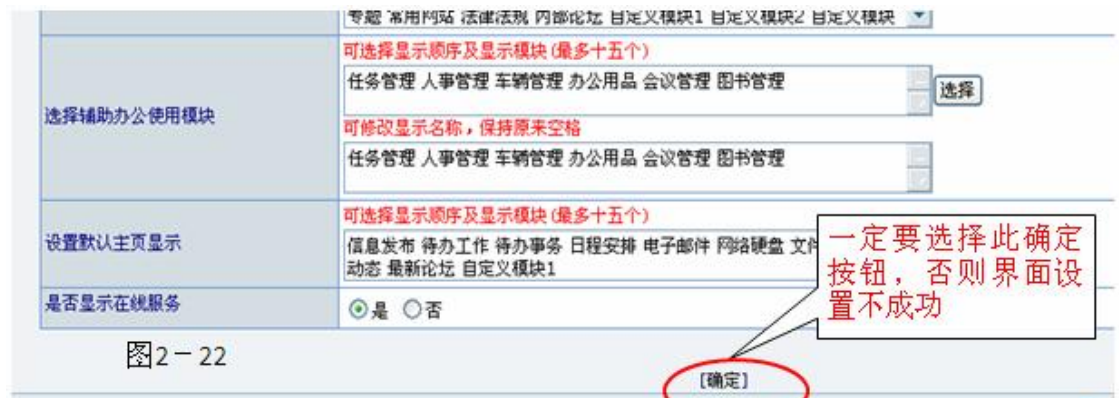 专题 常用网站 法律法规 内部论坛 自定义模块1 自定义模块2 自定义模块
可选择显示顺序及显示模块(最多十五个)
任务管理 人事管理 车辆管理 办公用品 会议管理 图书管理
选择
选择辅助办公使用模块
可修改显示名称,保持原来空格
任务管理 人事管理 车辆管理 办公用品 会议管理 图书管理
可选择显示顺序及显示模块(最多十五个)
设置默认主页显示
信息发布 待办工作 待办事务 日程安排 电子邮件 网络硬盘 文件
动态 最新论坛 自定义模块1
一定要选择此确定
按钮,否则界面设
置不成功
是否显示在线服务
是 否
图2-22
[确定]